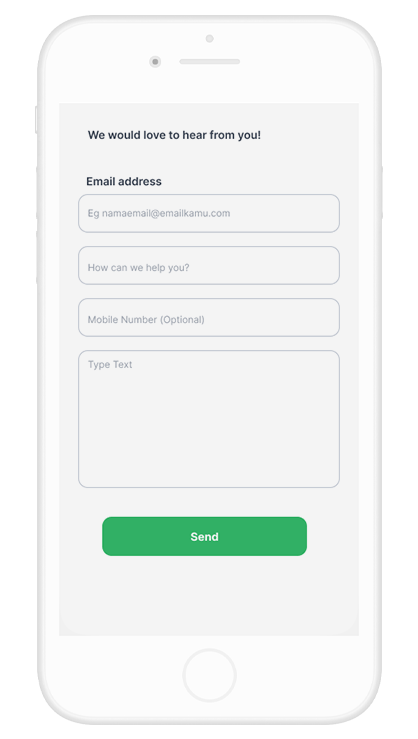 We would love to hear from you!
Email address
Eg namaemail@emailkamu.com
How can we help you?
Mobile Number (Optional)
Type Text
Send